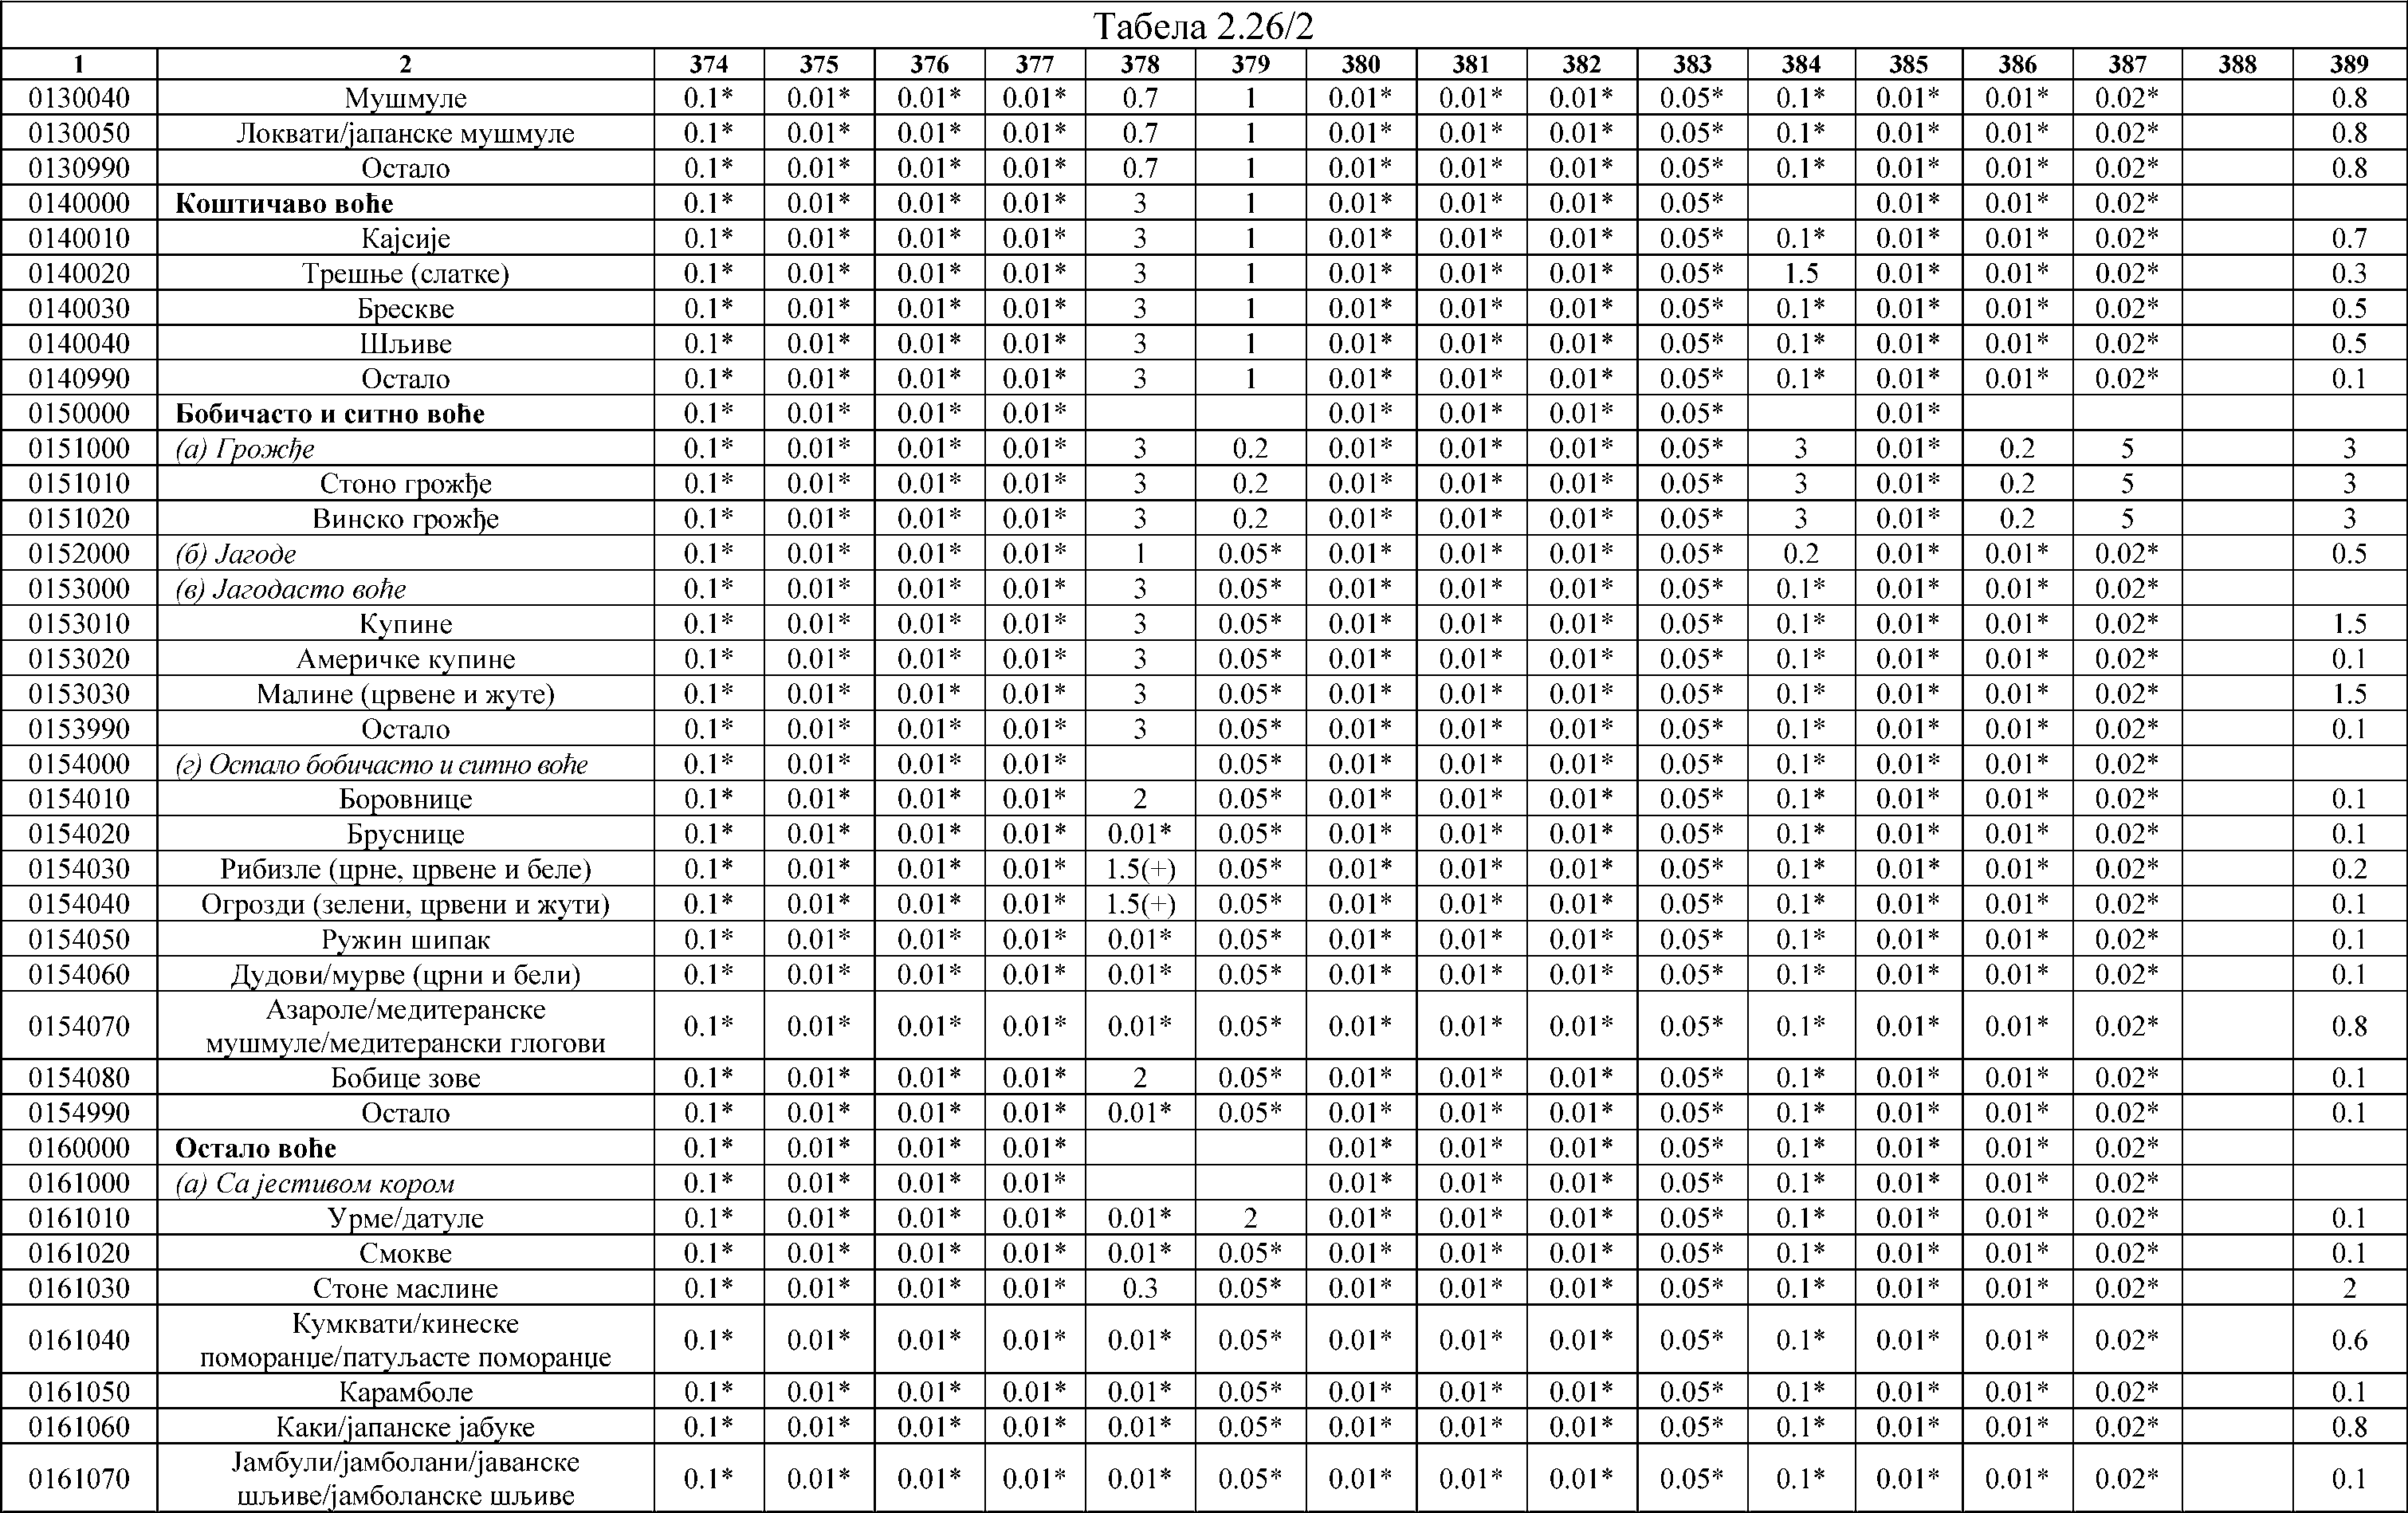 Табела 2.26/2
1 2 374 375 376 377 378 379 380 381 382 383 384 385 386 387 388 389
0130040 Мушмуле 0.1* 0.01* 0.01* 0.01* 0.7 1 0.01* 0.01* 0.01* 0.05* 0.1* 0.01* 0.01* 0.02* 0.8
0130050 Локвати/јапанске мушмуле 0.1* 0.01* 0.01* 0.01* 0.7 1 0.01* 0.01* 0.01* 0.05* 0.1* 0.01* 0.01* 0.02* 0.8
0130990 Остало 0.1* 0.01* 0.01* 0.01* 0.7 1 0.01* 0.01* 0.01* 0.05* 0.1* 0.01* 0.01* 0.02* 0.8
0140000 Коштичаво воће 0.1* 0.01* 0.01* 0.01* 3 1 0.01* 0.01* 0.01* 0.05* 0.01* 0.01* 0.02*
0140010 Кајсије 0.1* 0.01* 0.01* 0.01* 3 1 0.01* 0.01* 0.01* 0.05* 0.1* 0.01* 0.01* 0.02* 0.7
0140020 Трешње (слатке) 0.1* 0.01* 0.01* 0.01* 3 1 0.01* 0.01* 0.01* 0.05* 1.5 0.01* 0.01* 0.02* 0.3
0140030 Брескве 0.1* 0.01* 0.01* 0.01* 3 1 0.01* 0.01* 0.01* 0.05* 0.1* 0.01* 0.01* 0.02* 0.5
0140040 Шљиве 0.1* 0.01* 0.01* 0.01* 3 1 0.01* 0.01* 0.01* 0.05* 0.1* 0.01* 0.01* 0.02* 0.5
0140990 Остало 0.1* 0.01* 0.01* 0.01* 3 1 0.01* 0.01* 0.01* 0.05* 0.1* 0.01* 0.01* 0.02* 0.1
0150000 Бобичасто и ситно воће 0.1* 0.01* 0.01* 0.01* 0.01* 0.01* 0.01* 0.05* 0.01*
0151000 (а) Грожђе 0.1* 0.01* 0.01* 0.01* 3 0.2 0.01* 0.01* 0.01* 0.05* 3 0.01* 0.2 5 3
0151010 Стоно грожђе 0.1* 0.01* 0.01* 0.01* 3 0.2 0.01* 0.01* 0.01* 0.05* 3 0.01* 0.2 5 3
0151020 Винско грожђе 0.1* 0.01* 0.01* 0.01* 3 0.2 0.01* 0.01* 0.01* 0.05* 3 0.01* 0.2 5 3
0152000 (б) Јагоде 0.1* 0.01* 0.01* 0.01* 1 0.05* 0.01* 0.01* 0.01* 0.05* 0.2 0.01* 0.01* 0.02* 0.5
0153000 (в) Јагодасто воће 0.1* 0.01* 0.01* 0.01* 3 0.05* 0.01* 0.01* 0.01* 0.05* 0.1* 0.01* 0.01* 0.02*
0153010 Купине 0.1* 0.01* 0.01* 0.01* 3 0.05* 0.01* 0.01* 0.01* 0.05* 0.1* 0.01* 0.01* 0.02* 1.5
0153020 Америчке купине 0.1* 0.01* 0.01* 0.01* 3 0.05* 0.01* 0.01* 0.01* 0.05* 0.1* 0.01* 0.01* 0.02* 0.1
0153030 Малине (црвене и жуте) 0.1* 0.01* 0.01* 0.01* 3 0.05* 0.01* 0.01* 0.01* 0.05* 0.1* 0.01* 0.01* 0.02* 1.5
0153990 Остало 0.1* 0.01* 0.01* 0.01* 3 0.05* 0.01* 0.01* 0.01* 0.05* 0.1* 0.01* 0.01* 0.02* 0.1
0154000 (г) Остало бобичасто и ситно воће 0.1* 0.01* 0.01* 0.01* 0.05* 0.01* 0.01* 0.01* 0.05* 0.1* 0.01* 0.01* 0.02*
0154010 Боровнице 0.1* 0.01* 0.01* 0.01* 2 0.05* 0.01* 0.01* 0.01* 0.05* 0.1* 0.01* 0.01* 0.02* 0.1
0154020 Бруснице 0.1* 0.01* 0.01* 0.01* 0.01* 0.05* 0.01* 0.01* 0.01* 0.05* 0.1* 0.01* 0.01* 0.02* 0.1
0154030 Рибизле (црне, црвене и беле) 0.1* 0.01* 0.01* 0.01* 1.5(+) 0.05* 0.01* 0.01* 0.01* 0.05* 0.1* 0.01* 0.01* 0.02* 0.2
0154040 Огрозди (зелени, црвени и жути) 0.1* 0.01* 0.01* 0.01* 1.5(+) 0.05* 0.01* 0.01* 0.01* 0.05* 0.1* 0.01* 0.01* 0.02* 0.1
0154050 Ружин шипак 0.1* 0.01* 0.01* 0.01* 0.01* 0.05* 0.01* 0.01* 0.01* 0.05* 0.1* 0.01* 0.01* 0.02* 0.1
0154060 Дудови/мурве (црни и бели) 0.1* 0.01* 0.01* 0.01* 0.01* 0.05* 0.01* 0.01* 0.01* 0.05* 0.1* 0.01* 0.01* 0.02* 0.1
Азароле/медитеранске
0154070 мушмуле/медитерански глогови 0.1* 0.01* 0.01* 0.01* 0.01* 0.05* 0.01* 0.01* 0.01* 0.05* 0.1* 0.01* 0.01* 0.02* 0.8
0154080 Бобице зове 0.1* 0.01* 0.01* 0.01* 2 0.05* 0.01* 0.01* 0.01* 0.05* 0.1* 0.01* 0.01* 0.02* 0.1
0154990 Остало 0.1* 0.01* 0.01* 0.01* 0.01* 0.05* 0.01* 0.01* 0.01* 0.05* 0.1* 0.01* 0.01* 0.02* 0.1
0160000 Остало воће 0.1* 0.01* 0.01* 0.01* 0.01* 0.01* 0.01* 0.05* 0.1* 0.01* 0.01* 0.02*
0161000 (а) Са јестивом кором 0.1* 0.01* 0.01* 0.01* 0.01* 0.01* 0.01* 0.05* 0.1* 0.01* 0.01* 0.02*
0161010 Урме/датуле 0.1* 0.01* 0.01* 0.01* 0.01* 2 0.01* 0.01* 0.01* 0.05* 0.1* 0.01* 0.01* 0.02* 0.1
0161020 Смокве 0.1* 0.01* 0.01* 0.01* 0.01* 0.05* 0.01* 0.01* 0.01* 0.05* 0.1* 0.01* 0.01* 0.02* 0.1
0161030 Стоне маслине 0.1* 0.01* 0.01* 0.01* 0.3 0.05* 0.01* 0.01* 0.01* 0.05* 0.1* 0.01* 0.01* 0.02* 2
Кумквати/кинеске
0161040 поморанџе/патуљасте поморанџе 0.1* 0.01* 0.01* 0.01* 0.01* 0.05* 0.01* 0.01* 0.01* 0.05* 0.1* 0.01* 0.01* 0.02* 0.6
0161050 Карамболе 0.1* 0.01* 0.01* 0.01* 0.01* 0.05* 0.01* 0.01* 0.01* 0.05* 0.1* 0.01* 0.01* 0.02* 0.1
0161060 Каки/јапанске јабуке 0.1* 0.01* 0.01* 0.01* 0.01* 0.05* 0.01* 0.01* 0.01* 0.05* 0.1* 0.01* 0.01* 0.02* 0.8
Јамбули/јамболани/јаванске
0161070 шљиве/јамболанске шљиве 0.1* 0.01* 0.01* 0.01* 0.01* 0.05* 0.01* 0.01* 0.01* 0.05* 0.1* 0.01* 0.01* 0.02* 0.1